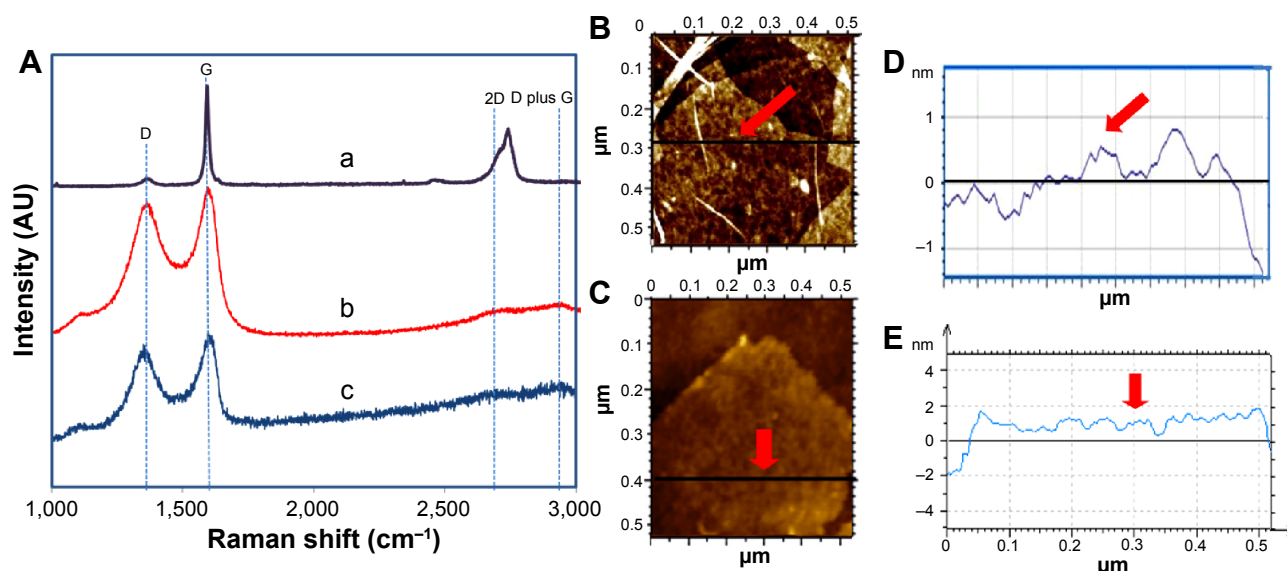 A
Intensity (AU)
D
G
2D
D plus G
a
b
c
1,000
1,500
2,000
2,500
3,000
Raman shift (cm⁻¹)
B
0
0.1
0.2
0.3
0.4
0.5
0.1
0.2
0.3
0.4
0.5
µm
µm
C
0
0.1
0.2
0.3
0.4
0.5
0
0.1
0.2
0.3
0.4
0.5
µm
µm
D
nm
1
0
–1
µm
E
nm
4
2
0
–2
–4
0
0.1
0.2
0.3
0.4
0.5
µm